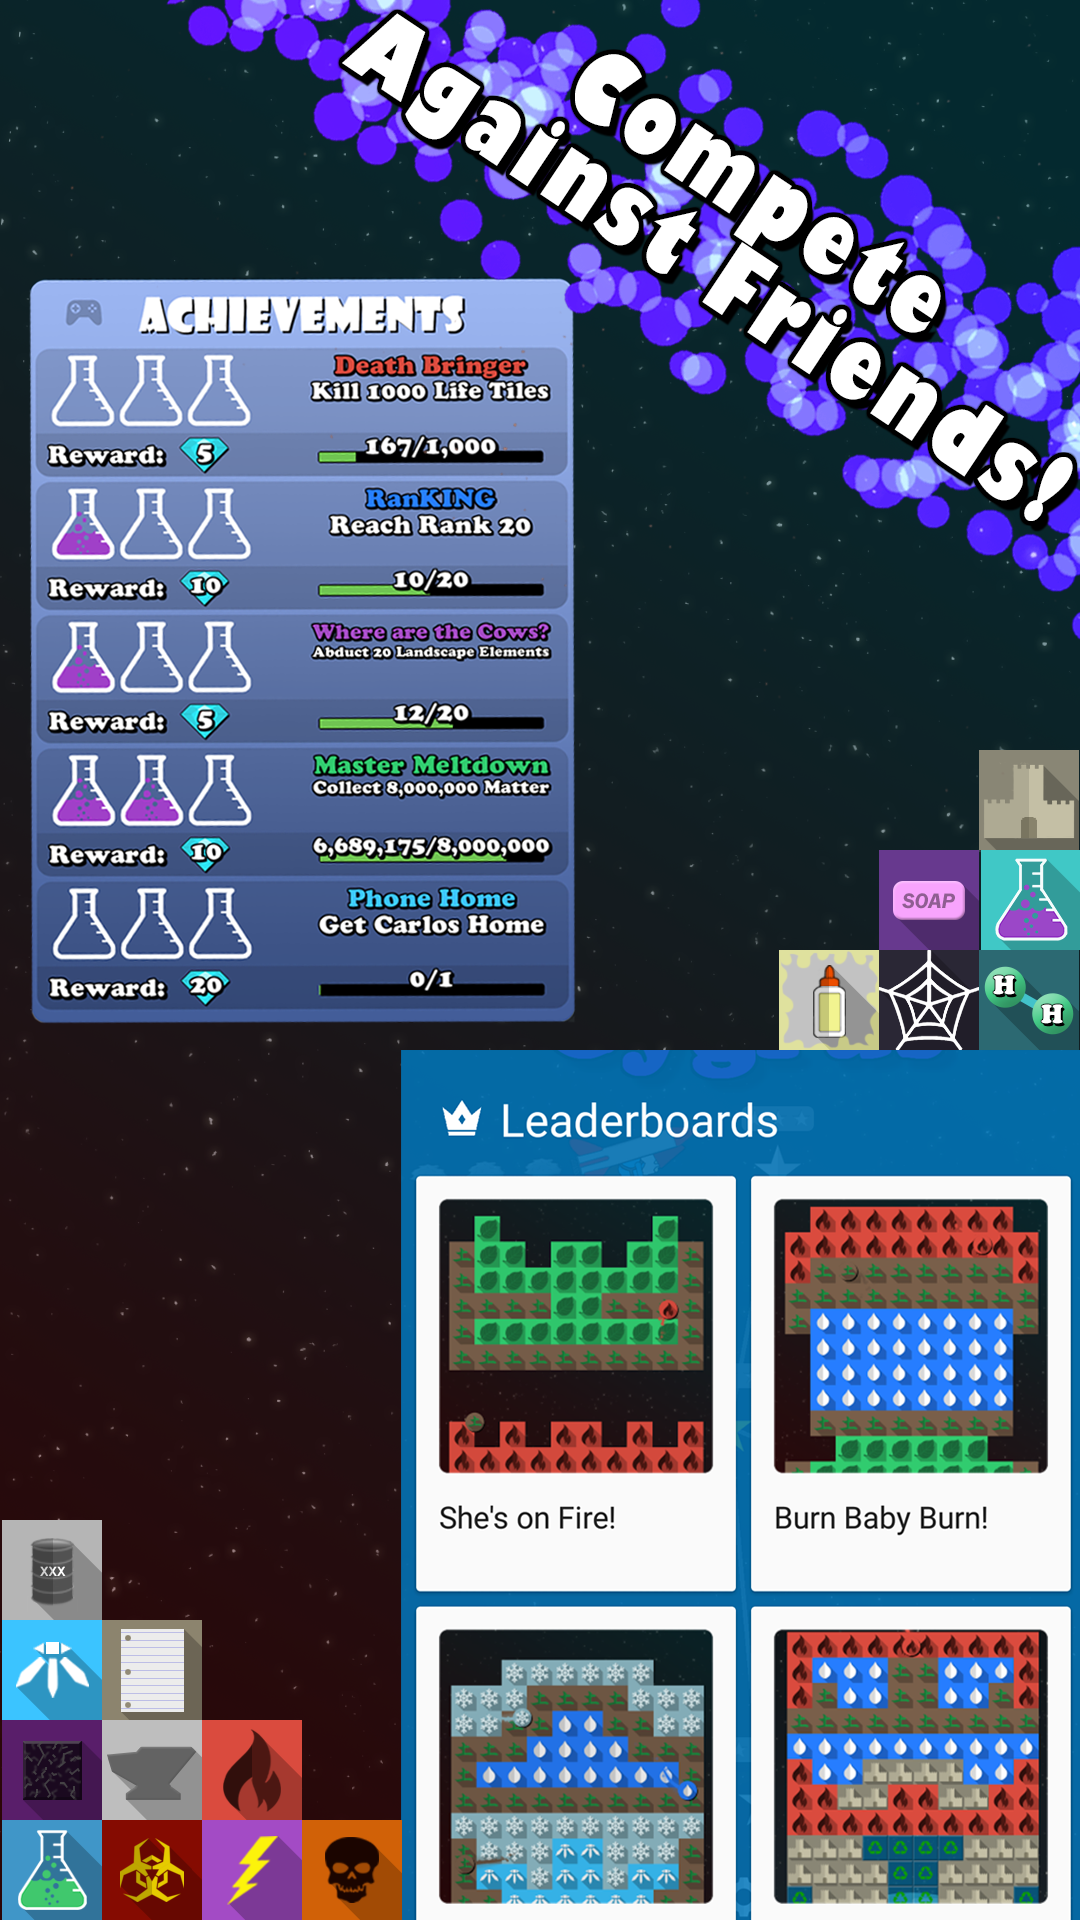 Compete
Against Friends!
ACHIEVEMENTS
Death Bringer
Kill 1000 Life Tiles
Reward: 5
167/1,000
RanKING
Reach Rank 20
Reward: 10
10/20
Where are the Cows?
Abduct 20 Landscape Elements
Reward: 5
12/20
Master Meltdown
Collect 8,000,000 Matter
Reward: 10
6,689,175/8,000,000
Phone Home
Get Carlos Home
Reward: 20
0/1
SOAP
H
H
Leaderboards
She's on Fire!
Burn Baby Burn!
XXX